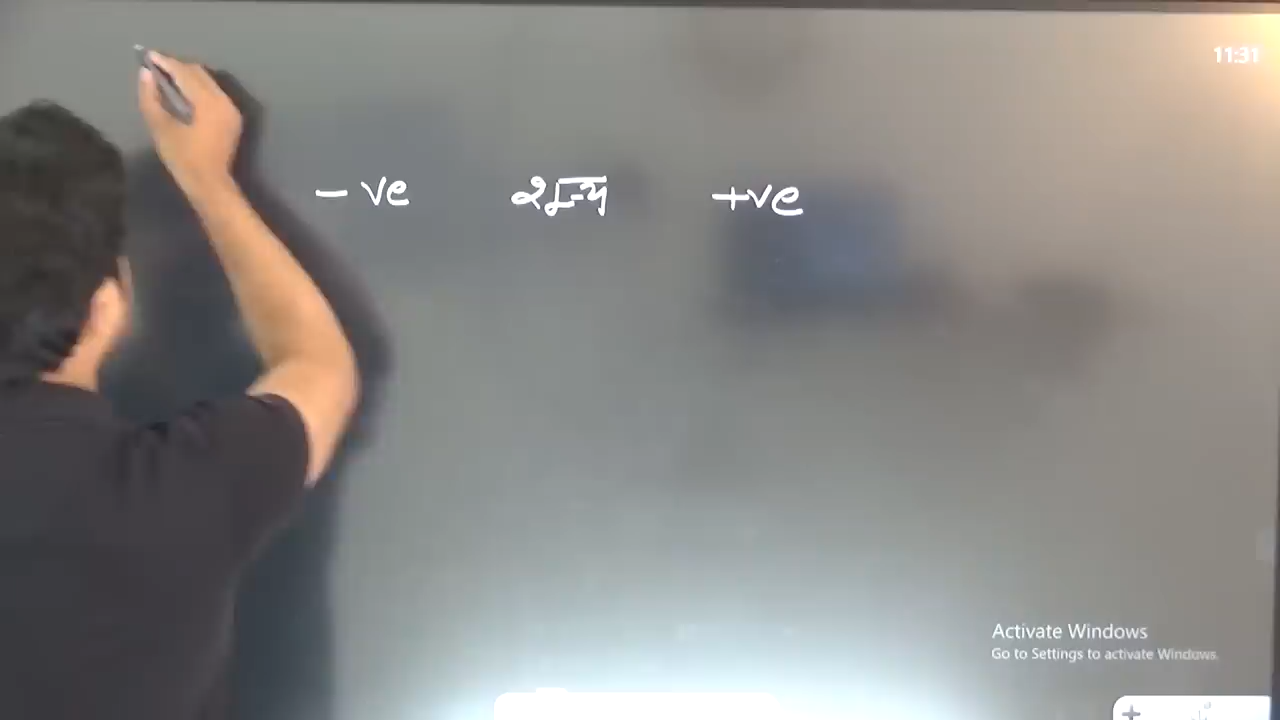 11:31
-ve शून्य +ve
Activate Windows
Go to Settings to activate Windows.